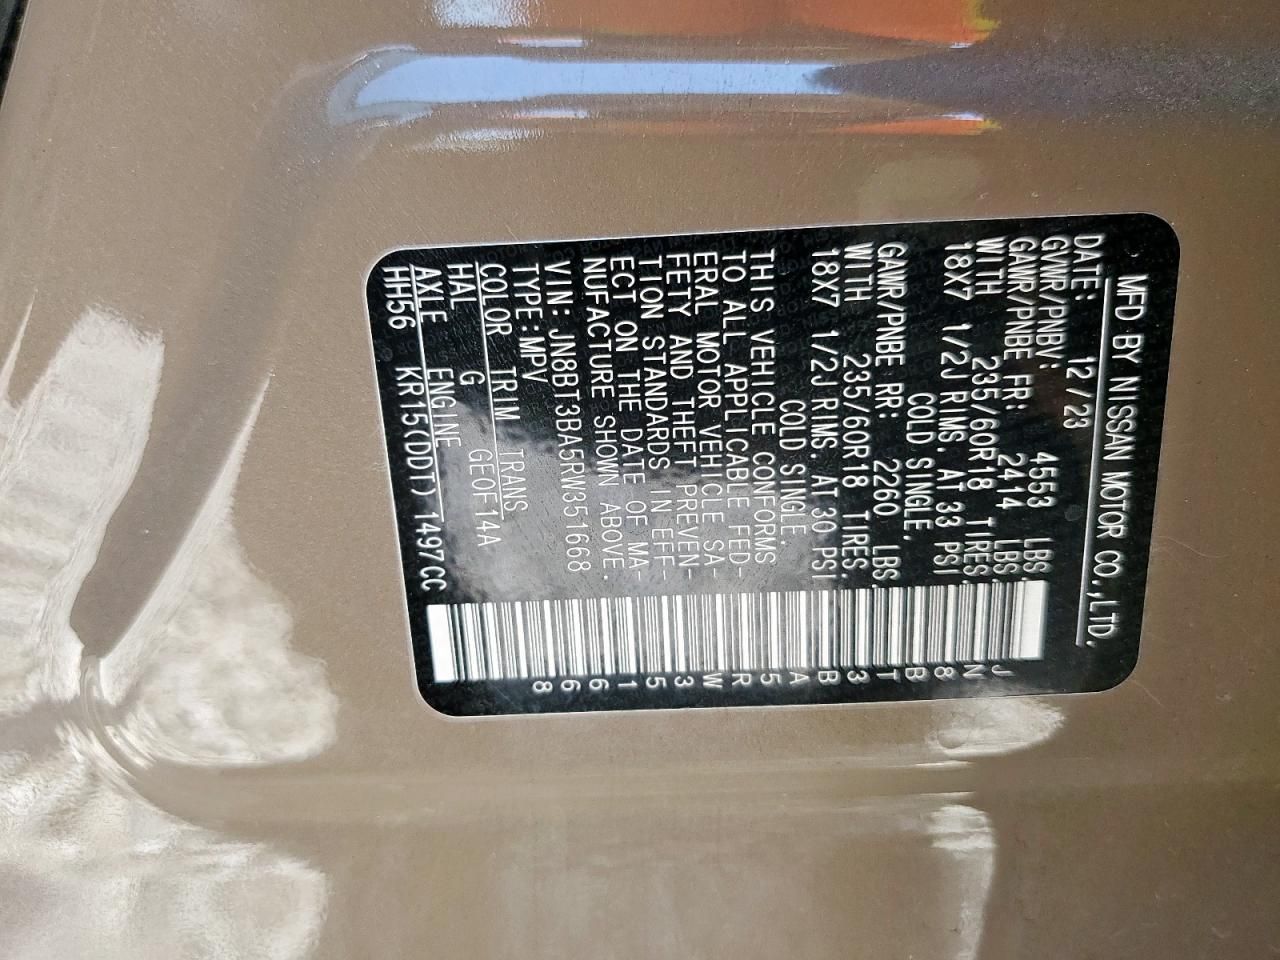 MFD BY NISSAN MOTOR CO.,LTD.
DATE: 12/23
GVWR/PNBV: 4553 LBS.
GAWR/PNBE FR: 2414 LBS.
WITH 235/60R18 TIRES.
18X7 1/2J RIMS. AT 33 PSI
COLD SINGLE.
GAWR/PNBE RR: 2260 LBS.
WITH 235/60R18 TIRES.
18X7 1/2J RIMS. AT 30 PSI
COLD SINGLE.
THIS VEHICLE CONFORMS
TO ALL APPLICABLE FED-
ERAL MOTOR VEHICLE SA-
FETY AND THEFT PREVEN-
TION STANDARDS IN EFF-
ECT ON THE DATE OF MA-
NUFACTURE SHOWN ABOVE.
VIN: JN8BT3BA5RW351668
TYPE:MPV
COLOR TRIM TRANS
HAL G GE0F14A
AXLE ENGINE
HH56 KR15(DDT) 1497CC
JN8BT3BA5RW351668